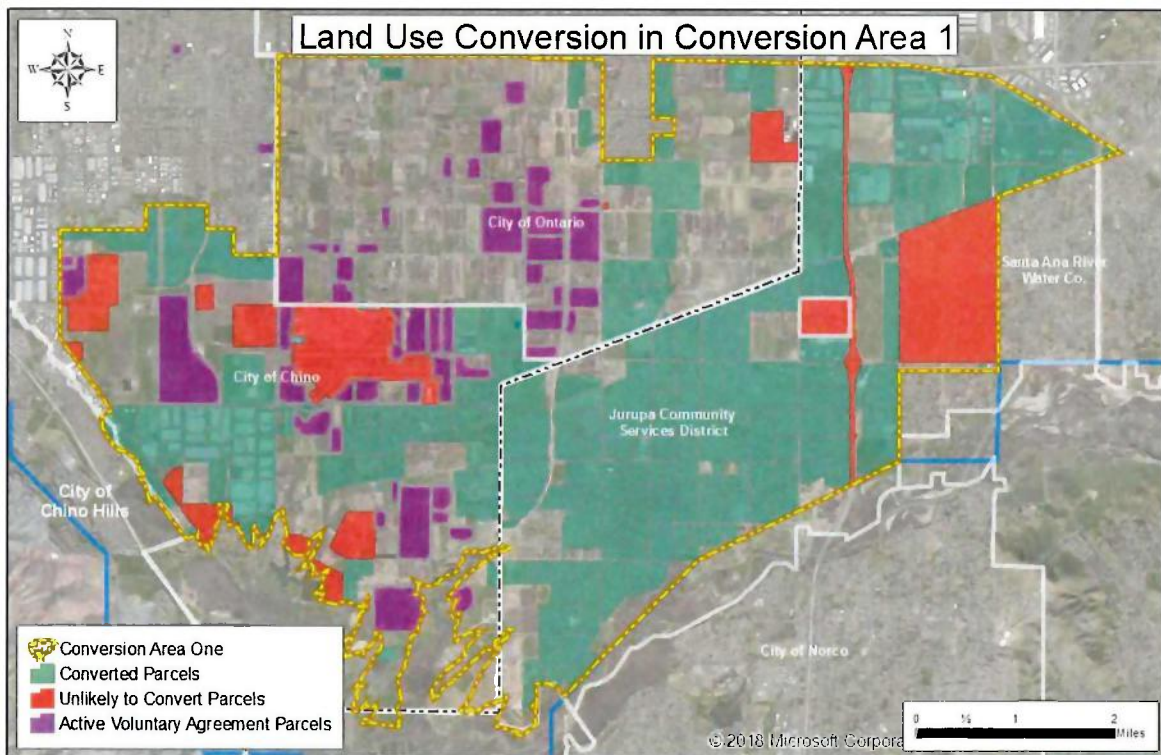 Land Use Conversion in Conversion Area 1
N
W
E
S
City of Ontario
Santa Ana River
Water Co.
City of Chino
Jurupa Community
Services District
City of
Chino Hills
City of Norco
Conversion Area One
Converted Parcels
Unlikely to Convert Parcels
Active Voluntary Agreement Parcels
0 ½ 1 2
Miles
© 2018 Microsoft Corpora